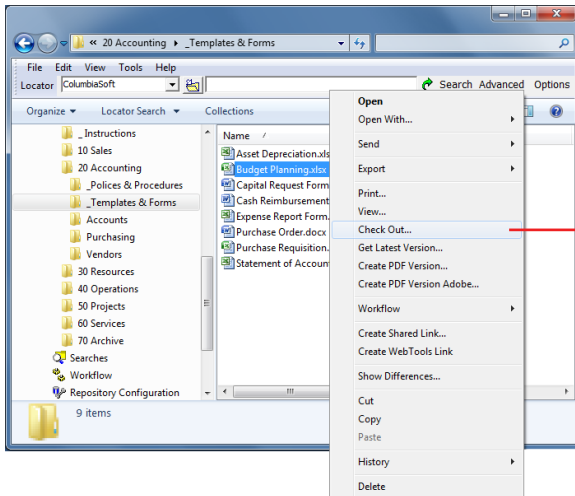 « 20 Accounting ▸ _Templates & Forms
File Edit View Tools Help
Locator ColumbiaSoft Search Advanced Options
Organize Locator Search Collections
_Instructions
10 Sales
20 Accounting
_Polices & Procedures
_Templates & Forms
Accounts
Purchasing
Vendors
30 Resources
40 Operations
50 Projects
60 Services
70 Archive
Searches
Workflow
Repository Configuration
Name
Asset Depreciation.xls
Budget Planning.xlsx
Capital Request Form
Cash Reimbursement
Expense Report Form.
Purchase Order.docx
Purchase Requisition.
Statement of Accoun
Open
Open With...
Send
Export
Print...
View...
Check Out...
Get Latest Version...
Create PDF Version...
Create PDF Version Adobe...
Workflow
Create Shared Link...
Create WebTools Link
Show Differences...
Cut
Copy
Paste
History
Delete
9 items